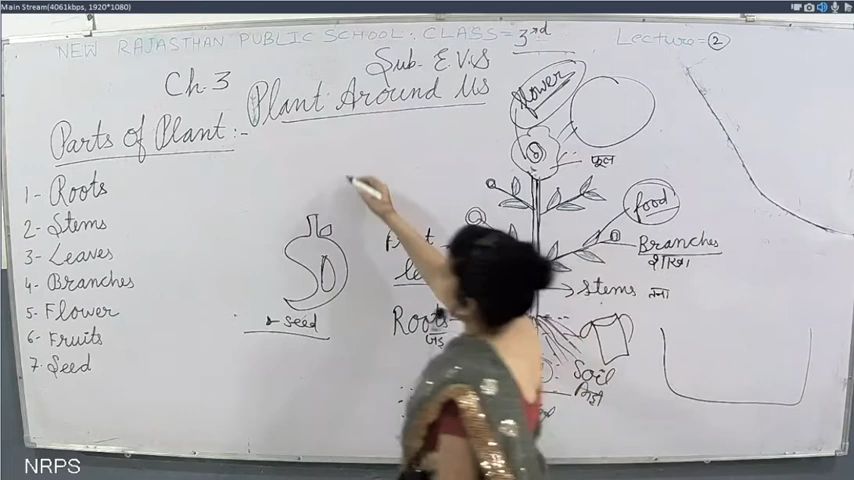 Main Stream(4061kbps, 1920*1080)
NEW RAJASTHAN PUBLIC SCHOOL: CLASS = 3rd
Lecture = 2
Sub- E.V.S
Ch. 3
Plant Around Us
Parts of Plant:-
1- Roots
2- Stems
3- Leaves
4- Branches
5- Flower
6- Fruits
7. Seed
flower
फूल
food
Branches
शाखा
Stems तना
Roots
जड़
Seed
Soil
मिट्टी
NRPS